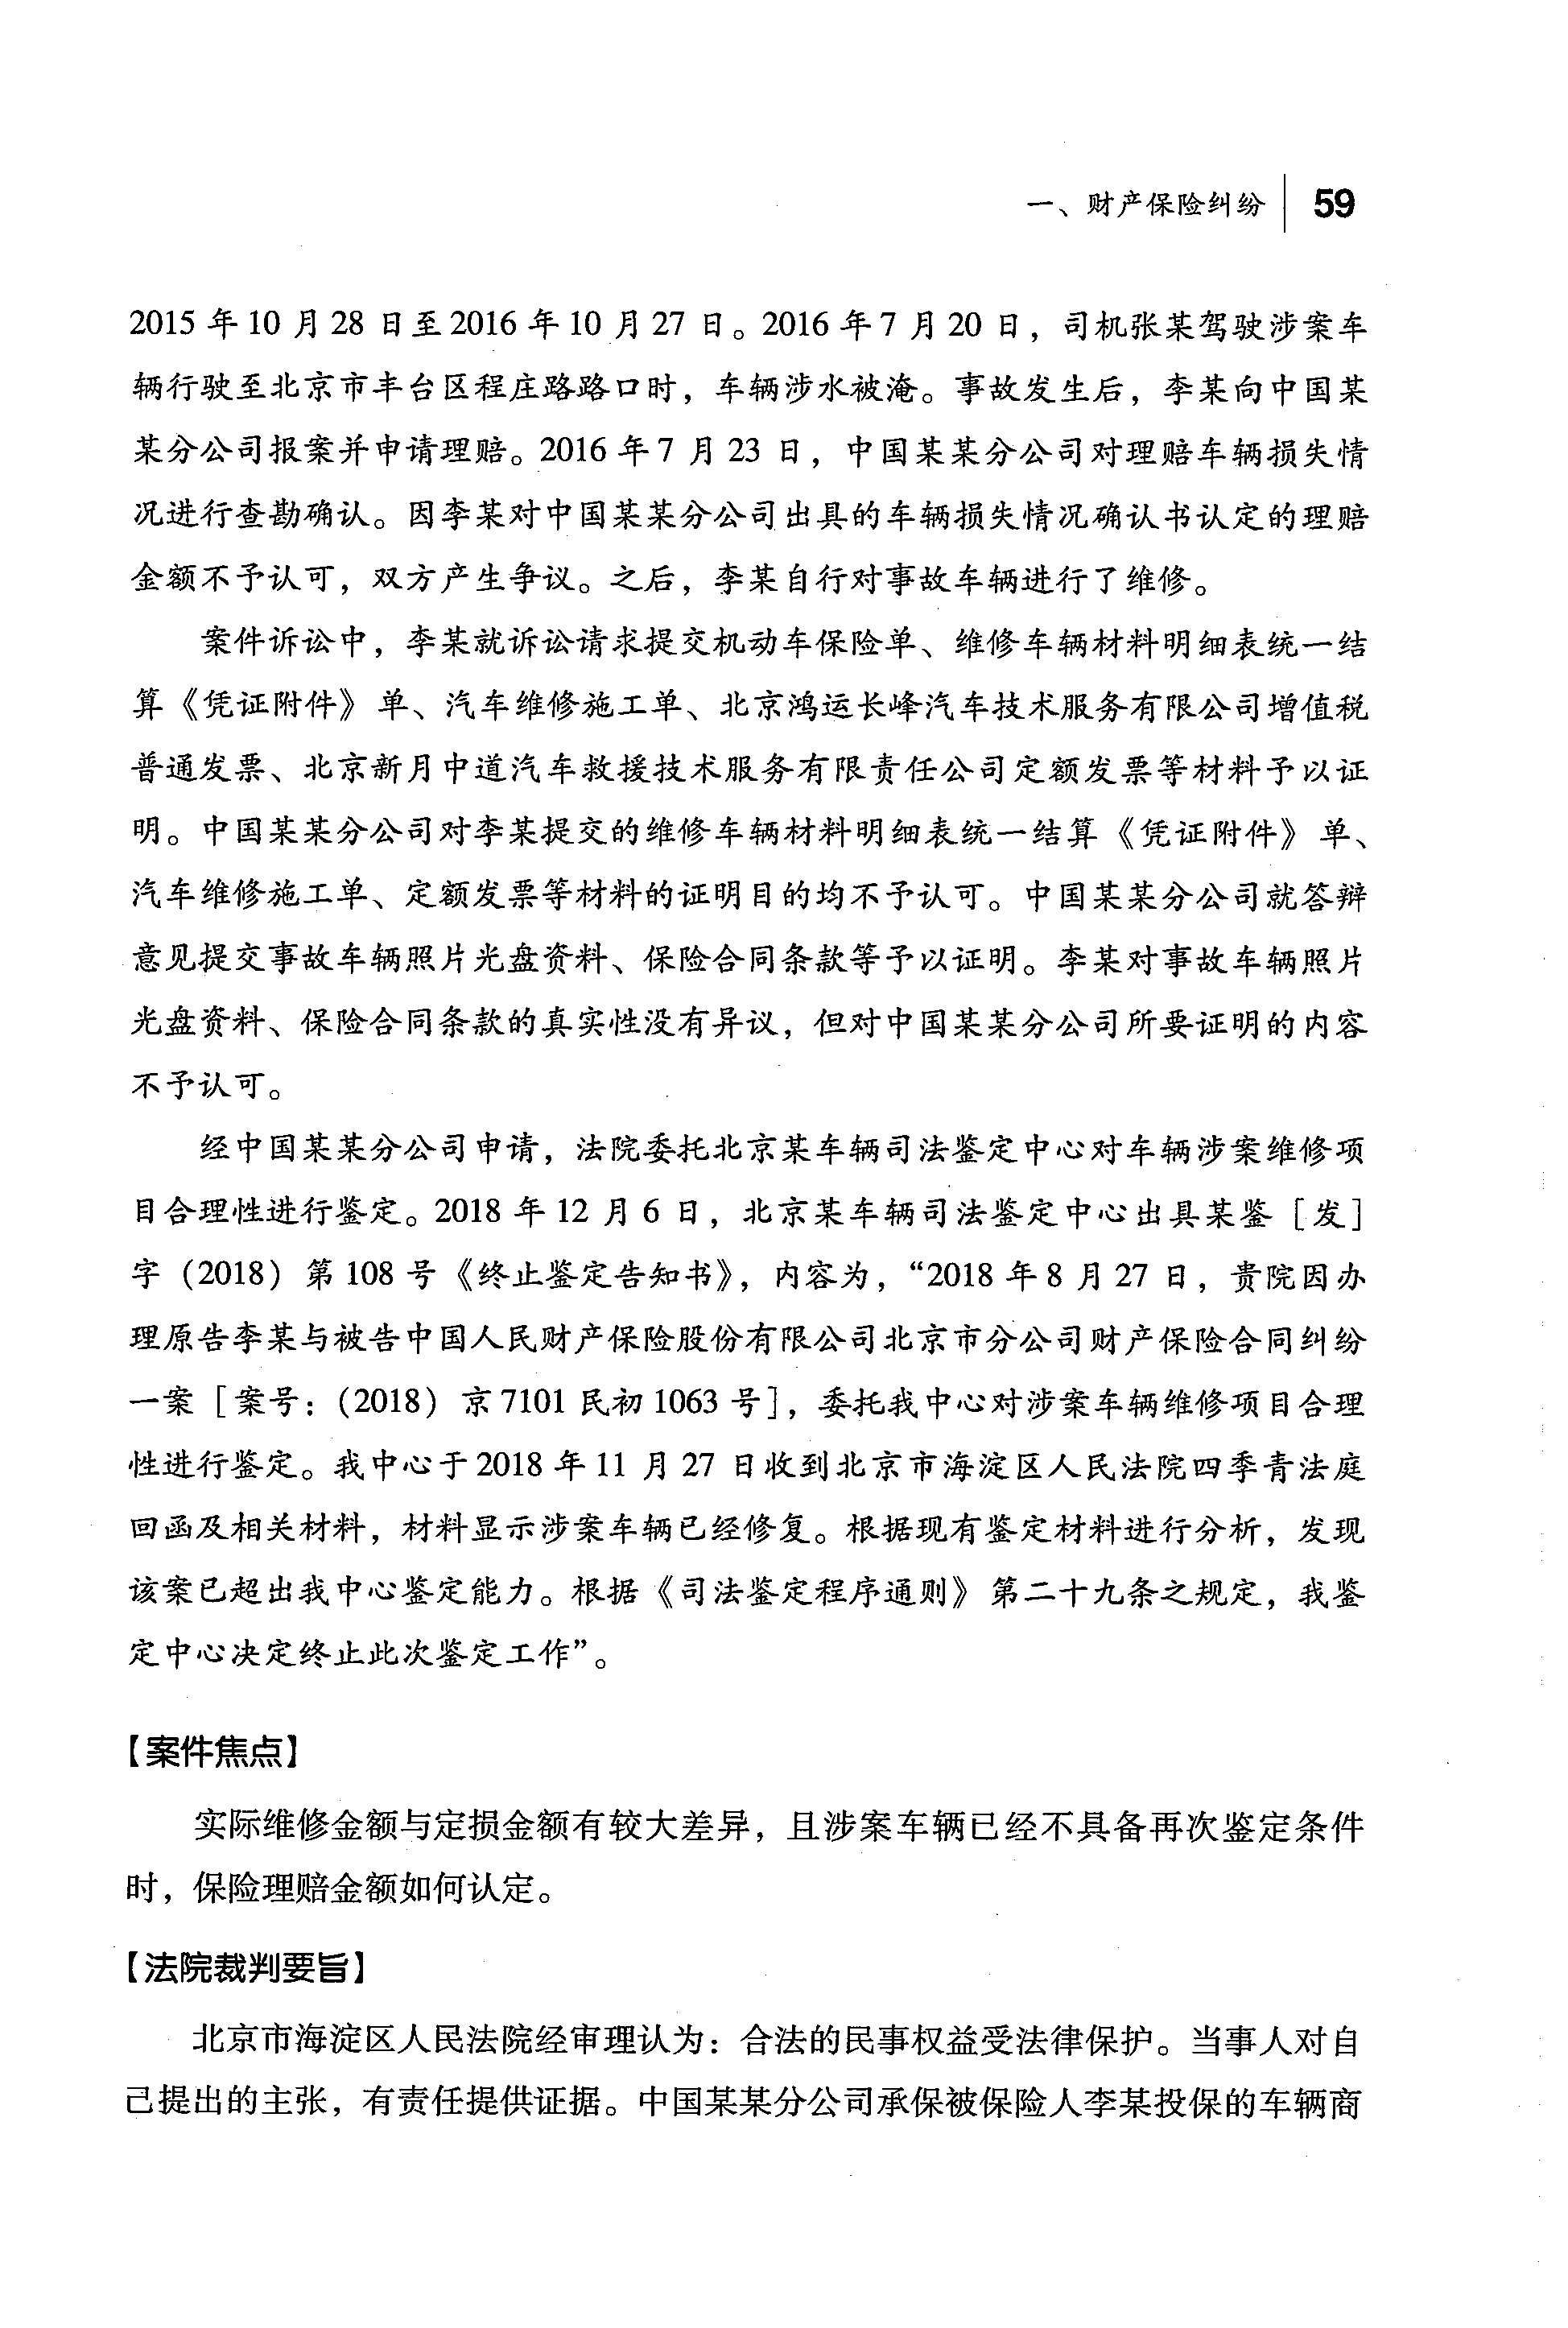 一、财产保险纠纷 59
2015 年 10 月 28 日至 2016 年 10 月 27 日。2016 年 7 月 20 日，司机张某驾驶涉案车
辆行驶至北京市丰台区程庄路路口时，车辆涉水被淹。事故发生后，李某向中国某
某分公司报案并申请理赔。2016 年 7 月 23 日，中国某某分公司对理赔车辆损失情
况进行查勘确认。因李某对中国某某分公司出具的车辆损失情况确认书认定的理赔
金额不予认可，双方产生争议。之后，李某自行对事故车辆进行了维修。
案件诉讼中，李某就诉讼请求提交机动车保险单、维修车辆材料明细表统一结
算《凭证附件》单、汽车维修施工单、北京鸿运长峰汽车技术服务有限公司增值税
普通发票、北京新月中道汽车救援技术服务有限责任公司定额发票等材料予以证
明。中国某某分公司对李某提交的维修车辆材料明细表统一结算《凭证附件》单、
汽车维修施工单、定额发票等材料的证明目的均不予认可。中国某某分公司就答辩
意见提交事故车辆照片光盘资料、保险合同条款等予以证明。李某对事故车辆照片
光盘资料、保险合同条款的真实性没有异议，但对中国某某分公司所要证明的内容
不予认可。
经中国某某分公司申请，法院委托北京某车辆司法鉴定中心对车辆涉案维修项
目合理性进行鉴定。2018 年 12 月 6 日，北京某车辆司法鉴定中心出具某鉴［发］
字（2018）第 108 号《终止鉴定告知书》，内容为，“2018 年 8 月 27 日，贵院因办
理原告李某与被告中国人民财产保险股份有限公司北京市分公司财产保险合同纠纷
一案［案号：（2018）京 7101 民初 1063 号］，委托我中心对涉案车辆维修项目合理
性进行鉴定。我中心于 2018 年 11 月 27 日收到北京市海淀区人民法院四季青法庭
回函及相关材料，材料显示涉案车辆已经修复。根据现有鉴定材料进行分析，发现
该案已超出我中心鉴定能力。根据《司法鉴定程序通则》第二十九条之规定，我鉴
定中心决定终止此次鉴定工作”。
【案件焦点】
实际维修金额与定损金额有较大差异，且涉案车辆已经不具备再次鉴定条件
时，保险理赔金额如何认定。
【法院裁判要旨】
北京市海淀区人民法院经审理认为：合法的民事权益受法律保护。当事人对自
己提出的主张，有责任提供证据。中国某某分公司承保被保险人李某投保的车辆商